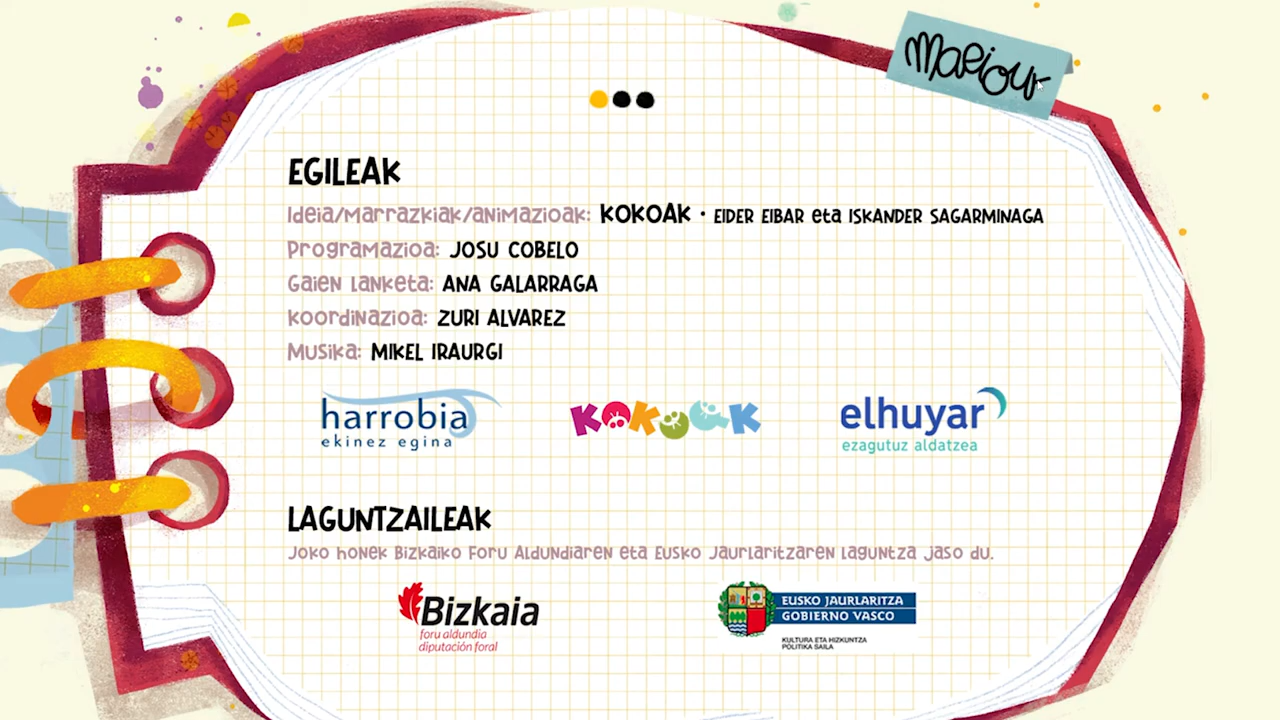 Mariour
EGILEAK
Ideia/Marrazkiak/animazioak: KOKOAK · EIDER EIBAR eta ISKANDER SAGARMINAGA
Programazioa: JOSU COBELO
Gaien lanketa: ANA GALARRAGA
Koordinazioa: ZURI ALVAREZ
Musika: MIKEL IRAURGI
harrobia
ekinez egina
KOKOAK
elhuyar
ezagutuz aldatzea
LAGUNTZAILEAK
Joko honek Bizkaiko Foru Aldundiaren eta Eusko Jaurlaritzaren laguntza jaso du.
Bizkaia
foru aldundia
diputación foral
EUSKO JAURLARITZA
GOBIERNO VASCO
KULTURA ETA HIZKUNTZA
POLITIKA SAILA